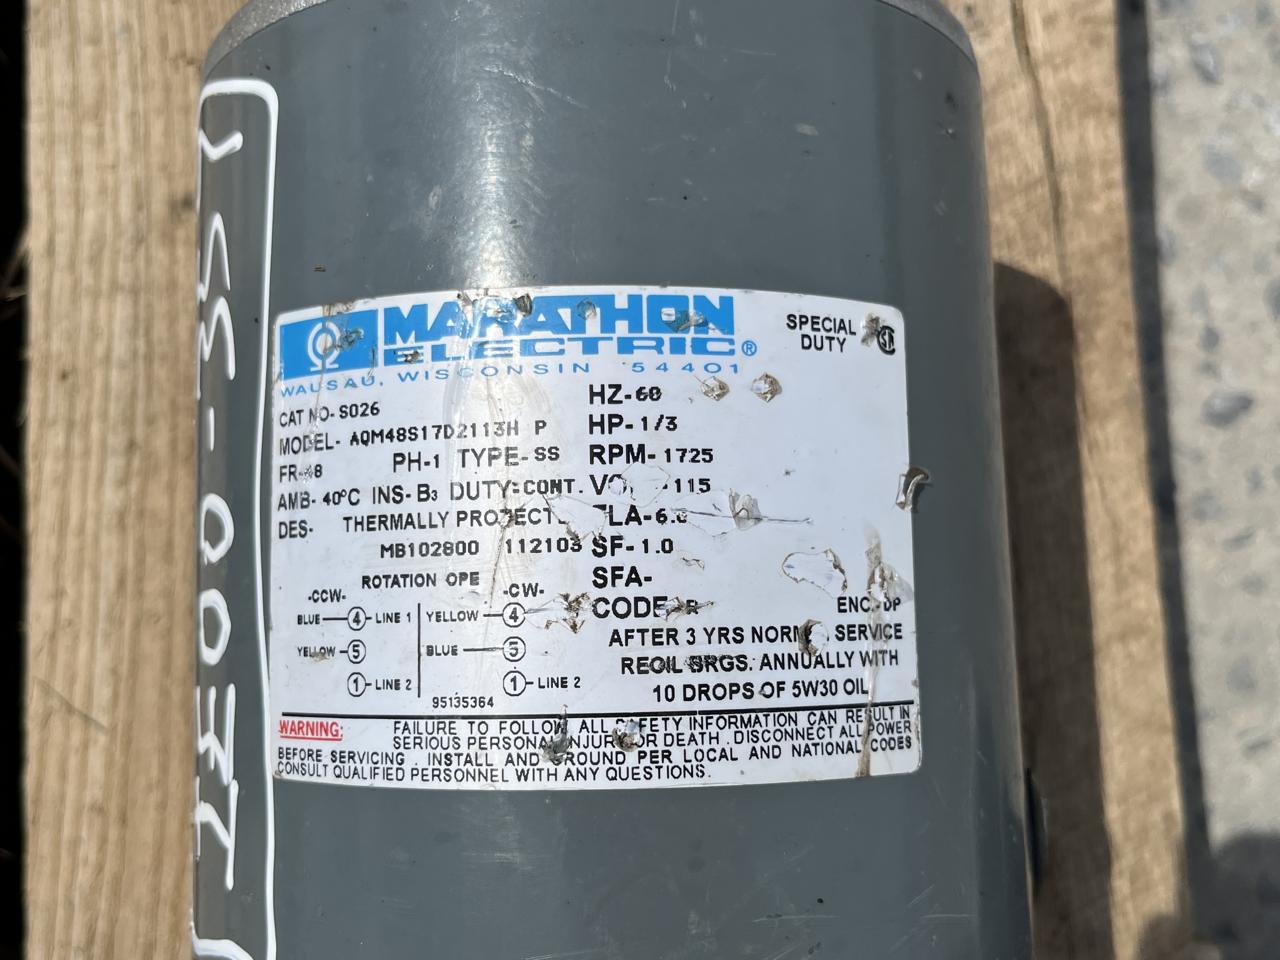 MARATHON
ELECTRIC®
WAUSAU, WISCONSIN 54401
SPECIAL
DUTY
CAT NO- S026
MODEL- AQM48S17D2113H P
PH-1 TYPE- SS
AMB- 40°C INS- B3 DUTY- CONT.
DES- THERMALLY
MB102800 112103
HZ-60
HP-1/3
RPM-1725
-115
SF-1.0
SFA-
CODE-
ENC.-DP
ROTATION OPE
-CCW-
BLUE 4 LINE 1
YELLOW 5
1 LINE 2
-CW-
YELLOW 4
BLUE 5
1 LINE 2
95135364
AFTER 3 YRS SERVICE
REOIL BRGS. ANNUALLY WITH
10 DROPS OF 5W30 OIL
WARNING: FAILURE TO FOLLOW ALL SAFETY INFORMATION CAN RESULT IN
SERIOUS PERSONAL INJURY OR DEATH. DISCONNECT ALL POWER
BEFORE SERVICING. INSTALL AND GROUND PER LOCAL AND NATIONAL CODES
CONSULT QUALIFIED PERSONNEL WITH ANY QUESTIONS.